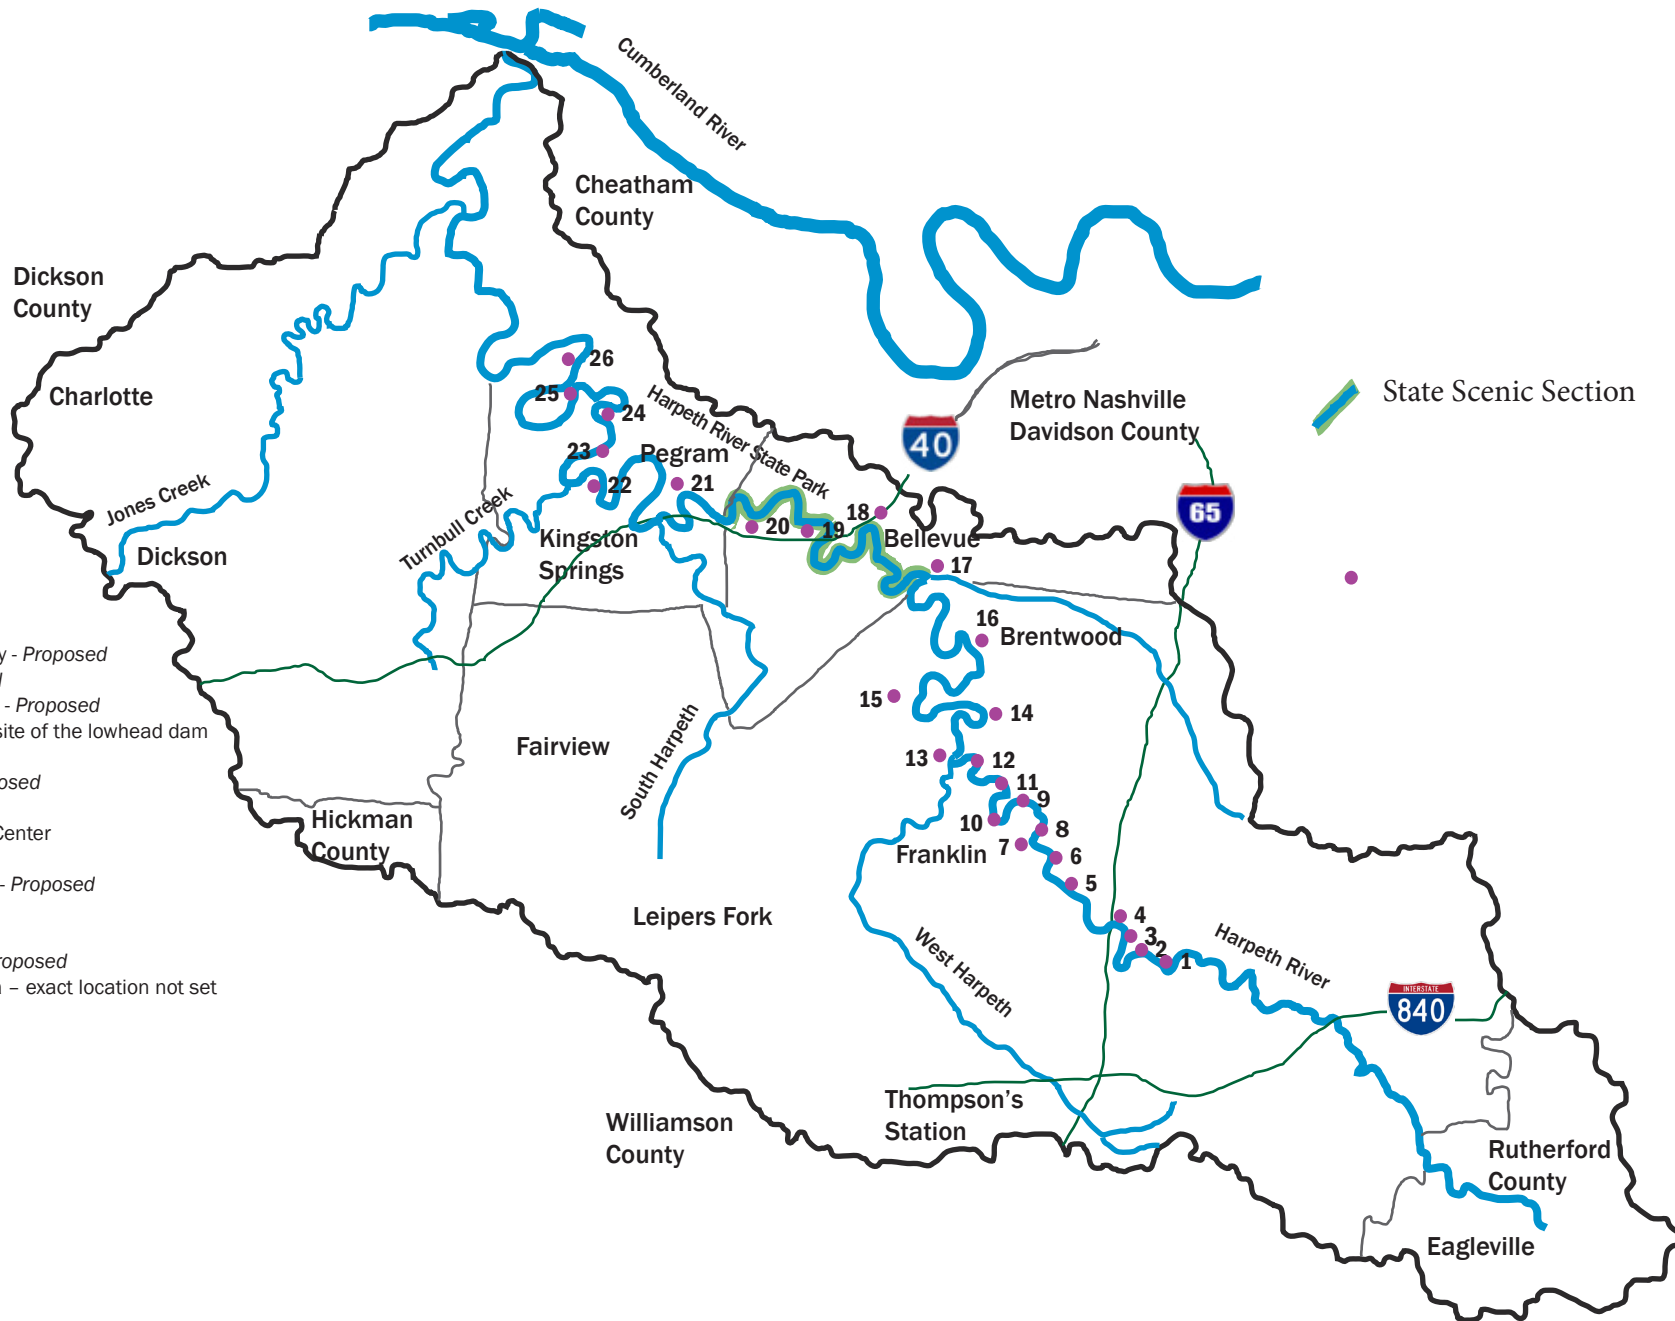 Cumberland River
Cheatham
County
Dickson
County
Charlotte
Jones Creek
Dickson
Turnbull Creek
26
25
24
23
22
Harpeth River State Park
Pegram
21
Kingston
Springs
20
19
18
Bellevue
17
40
Metro Nashville
Davidson County
65
State Scenic Section
16
Brentwood
15
14
13
12
11
10
9
8
7
6
5
4
3
2
1
Franklin
Fairview
South Harpeth
Hickman
County
Leipers Fork
West Harpeth
Harpeth River
INTERSTATE
840
Thompson's
Station
Williamson
County
Rutherford
County
Eagleville
y - Proposed
- Proposed
site of the lowhead dam
osed
Center
- Proposed
roposed
– exact location not set